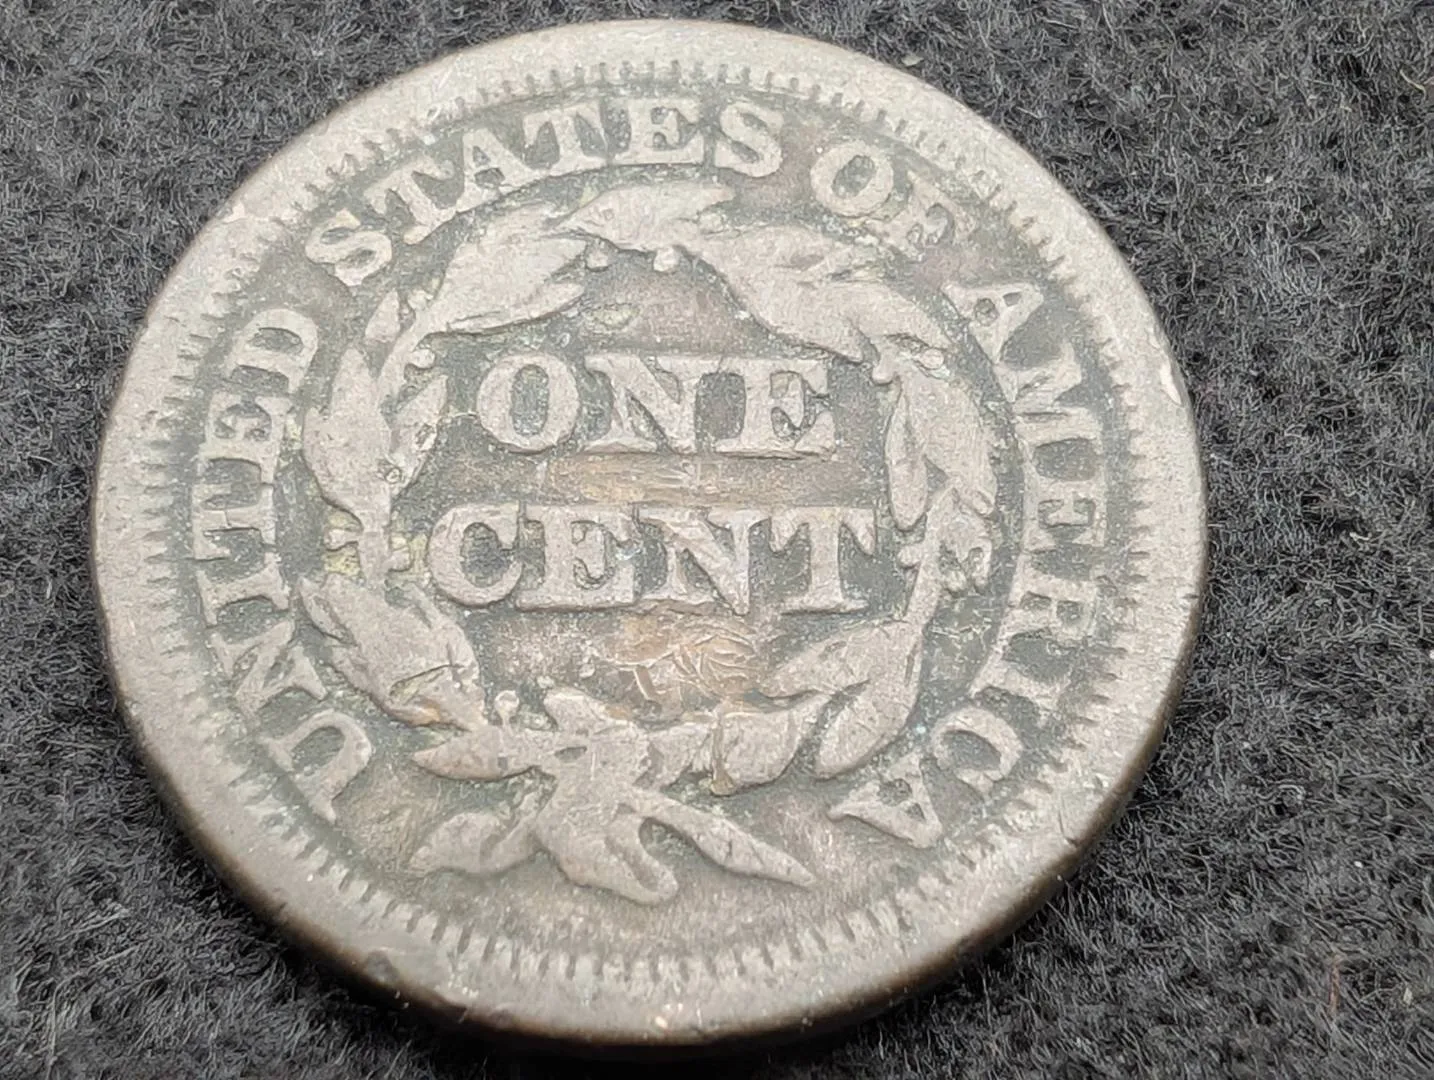 UNITED STATES OF AMERICA
ONE
CENT